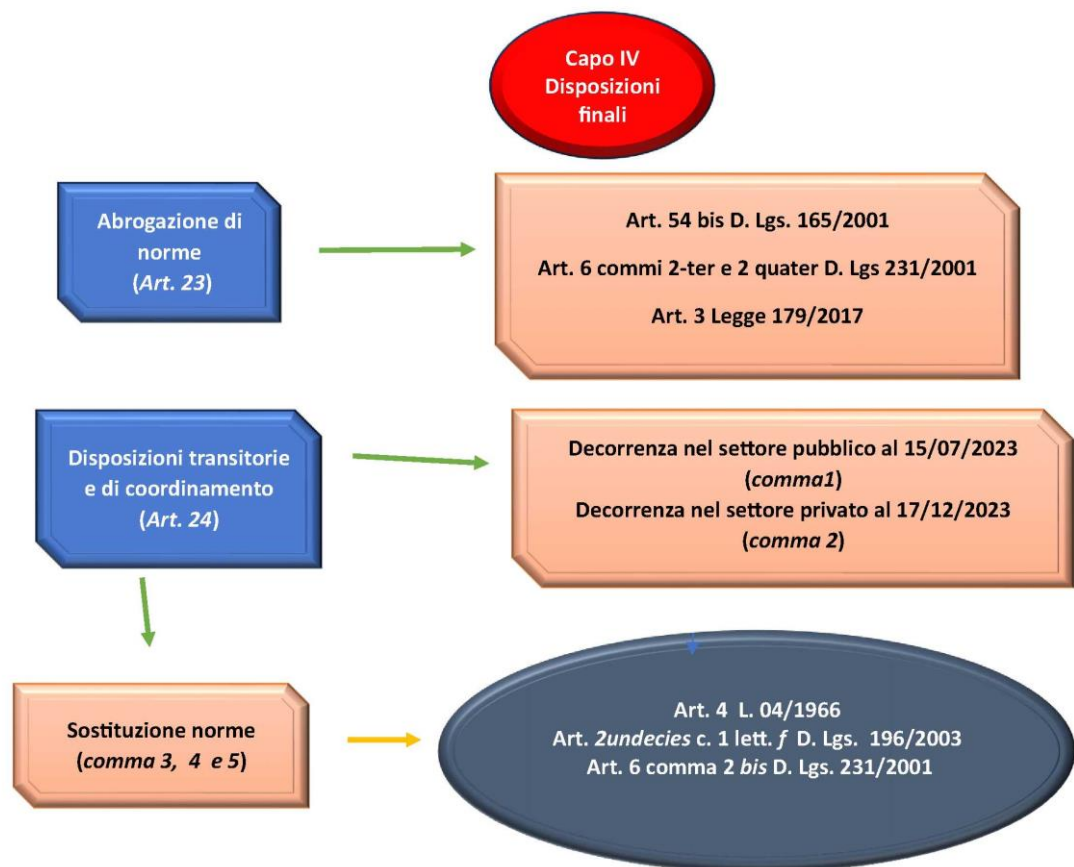 Capo IV
Disposizioni
finali
Abrogazione di
norme
(Art. 23)
Art. 54 bis D. Lgs. 165/2001
Art. 6 commi 2-ter e 2 quater D. Lgs 231/2001
Art. 3 Legge 179/2017
Disposizioni transitorie
e di coordinamento
(Art. 24)
Decorrenza nel settore pubblico al 15/07/2023
(comma1)
Decorrenza nel settore privato al 17/12/2023
(comma 2)
Sostituzione norme
(comma 3, 4 e 5)
Art. 4 L. 04/1966
Art. 2undecies c. 1 lett. f D. Lgs. 196/2003
Art. 6 comma 2 bis D. Lgs. 231/2001